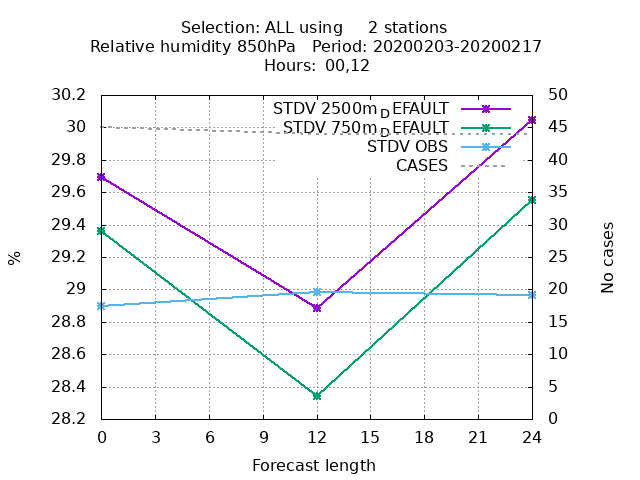 Selection: ALL using 2 stations
Relative humidity 850hPa Period: 20200203-20200217
Hours: 00,12
30.2
30
29.8
29.6
29.4
29.2
29
28.8
28.6
28.4
28.2
%
STDV 2500m_DEFAULT
STDV 750m_DEFAULT
STDV OBS
CASES
50
45
40
35
30
25
20
15
10
5
0
No cases
0 3 6 9 12 15 18 21 24
Forecast length